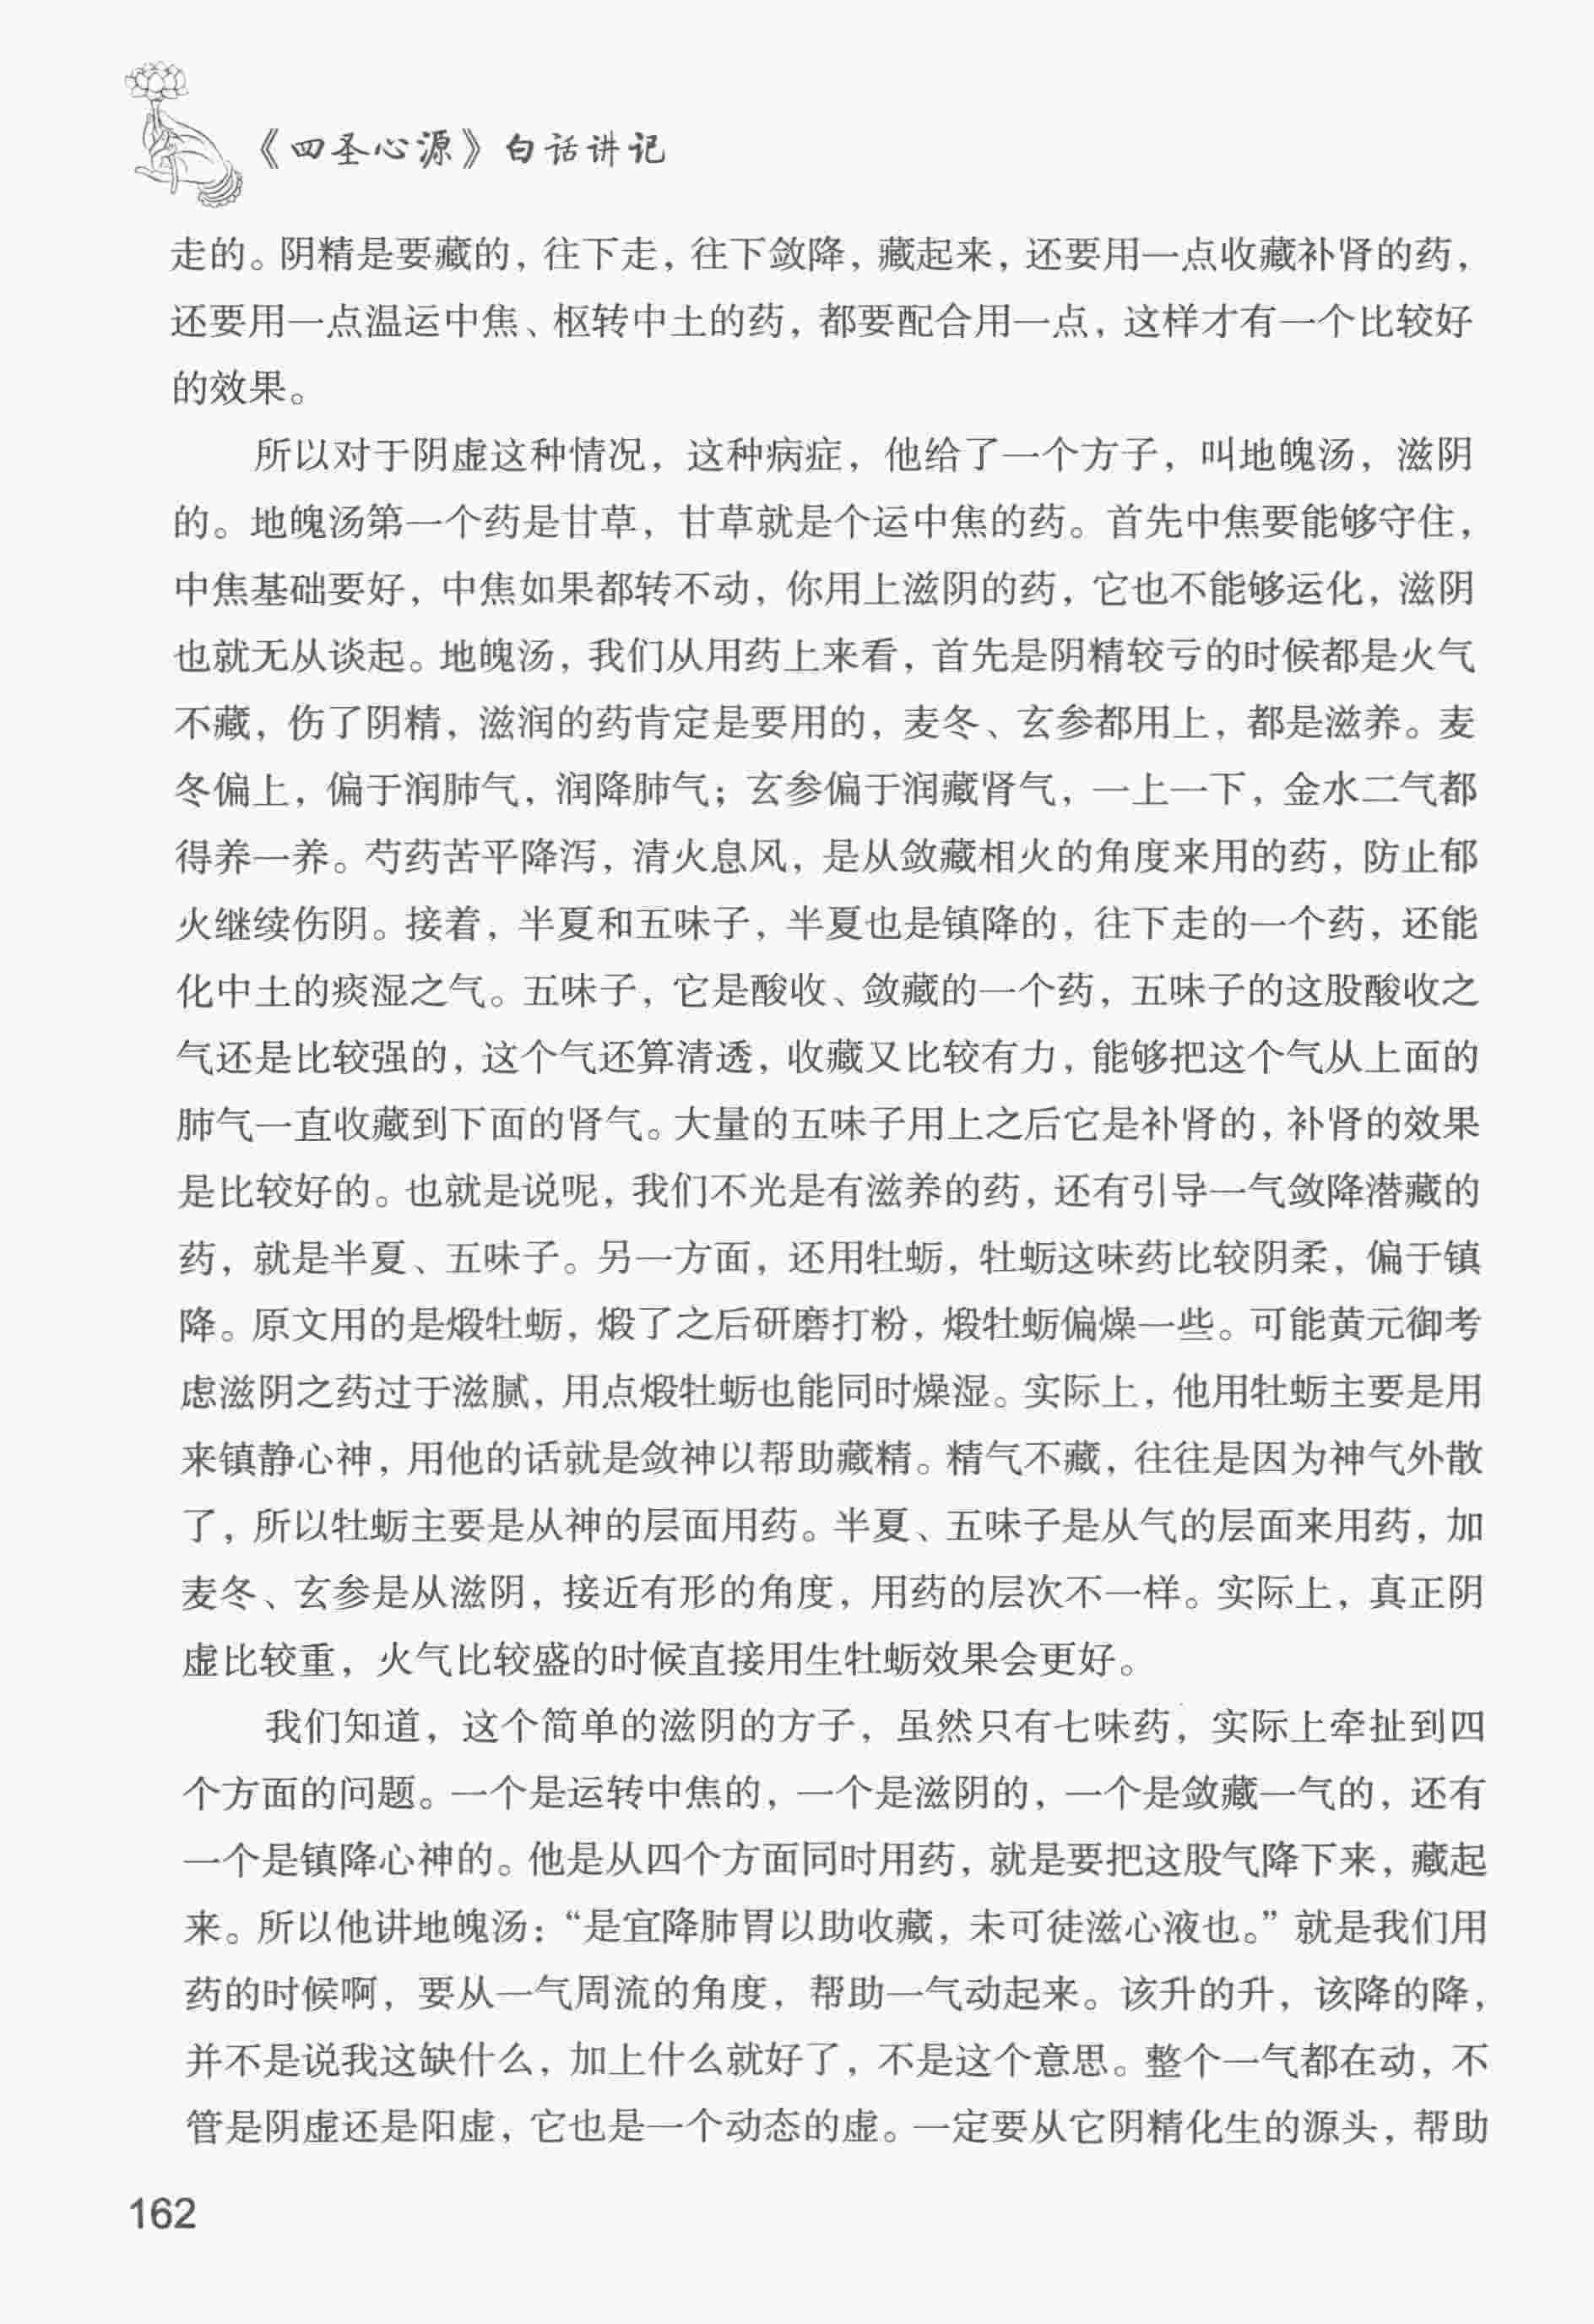 《四圣心源》白话讲记
走的。阴精是要藏的，往下走，往下敛降，藏起来，还要用一点收藏补肾的药，
还要用一点温运中焦、枢转中土的药，都要配合用一点，这样才有一个比较好
的效果。
所以对于阴虚这种情况，这种病症，他给了一个方子，叫地魄汤，滋阴
的。地魄汤第一个药是甘草，甘草就是个运中焦的药。首先中焦要能够守住，
中焦基础要好，中焦如果都转不动，你用上滋阴的药，它也不能够运化，滋阴
也就无从谈起。地魄汤，我们从用药上来看，首先是阴精较亏的时候都是火气
不藏，伤了阴精，滋润的药肯定是要用的，麦冬、玄参都用上，都是滋养。麦
冬偏上，偏于润肺气，润降肺气；玄参偏于润藏肾气，一上一下，金水二气都
得养一养。芍药苦平降泻，清火息风，是从敛藏相火的角度来用的药，防止郁
火继续伤阴。接着，半夏和五味子，半夏也是镇降的，往下走的一个药，还能
化中土的痰湿之气。五味子，它是酸收、敛藏的一个药，五味子的这股酸收之
气还是比较强的，这个气还算清透，收藏又比较有力，能够把这个气从上面的
肺气一直收藏到下面的肾气。大量的五味子用上之后它是补肾的，补肾的效果
是比较好的。也就是说呢，我们不光是有滋养的药，还有引导一气敛降潜藏的
药，就是半夏、五味子。另一方面，还用牡蛎，牡蛎这味药比较阴柔，偏于镇
降。原文用的是煅牡蛎，煅了之后研磨打粉，煅牡蛎偏燥一些。可能黄元御考
虑滋阴之药过于滋腻，用点煅牡蛎也能同时燥湿。实际上，他用牡蛎主要是用
来镇静心神，用他的话就是敛神以帮助藏精。精气不藏，往往是因为神气外散
了，所以牡蛎主要是从神的层面用药。半夏、五味子是从气的层面来用药，加
麦冬、玄参是从滋阴，接近有形的角度，用药的层次不一样。实际上，真正阴
虚比较重，火气比较盛的时候直接用生牡蛎效果会更好。
我们知道，这个简单的滋阴的方子，虽然只有七味药，实际上牵扯到四
个方面的问题。一个是运转中焦的，一个是滋阴的，一个是敛藏一气的，还有
一个是镇降心神的。他是从四个方面同时用药，就是要把这股气降下来，藏起
来。所以他讲地魄汤：“是宜降肺胃以助收藏，未可徒滋心液也。”就是我们用
药的时候啊，要从一气周流的角度，帮助一气动起来。该升的升，该降的降，
并不是说我这缺什么，加上什么就好了，不是这个意思。整个一气都在动，不
管是阴虚还是阳虚，它也是一个动态的虚。一定要从它阴精化生的源头，帮助
162